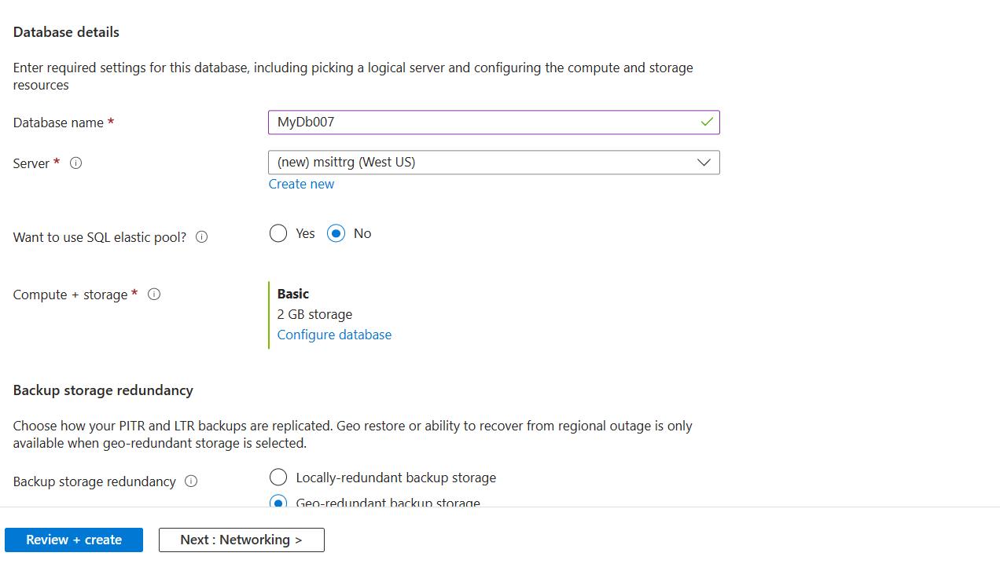 Database details
Enter required settings for this database, including picking a logical server and configuring the compute and storage
resources
Database name *
MyDb007
Server *
(new) msittrg (West US)
Create new
Want to use SQL elastic pool?
Yes
No
Compute + storage *
Basic
2 GB storage
Configure database
Backup storage redundancy
Choose how your PITR and LTR backups are replicated. Geo restore or ability to recover from regional outage is only
available when geo-redundant storage is selected.
Backup storage redundancy
Locally-redundant backup storage
Geo-redundant backup storage
Review + create
Next : Networking >